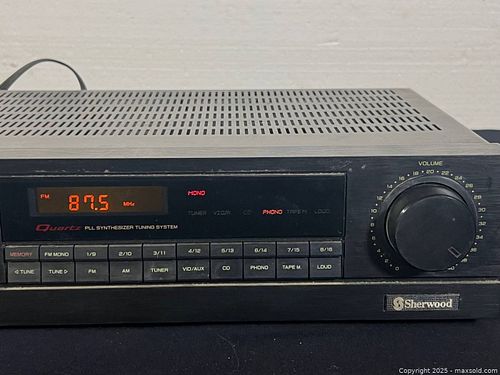 VOLUME
FM 87.5 MHz
MONO
TUNER VID/A CD PHONO TAPE M. LOUD
Quartz PLL SYNTHESIZER TUNING SYSTEM
MEMORY FM MONO 1/9 2/10 3/11 4/12 5/13 6/14 7/15 8/16
◁ TUNE TUNE ▷ FM AM TUNER VID/AUX CD PHONO TAPE M. LOUD
Sherwood
Copyright 2025 - maxsold.com